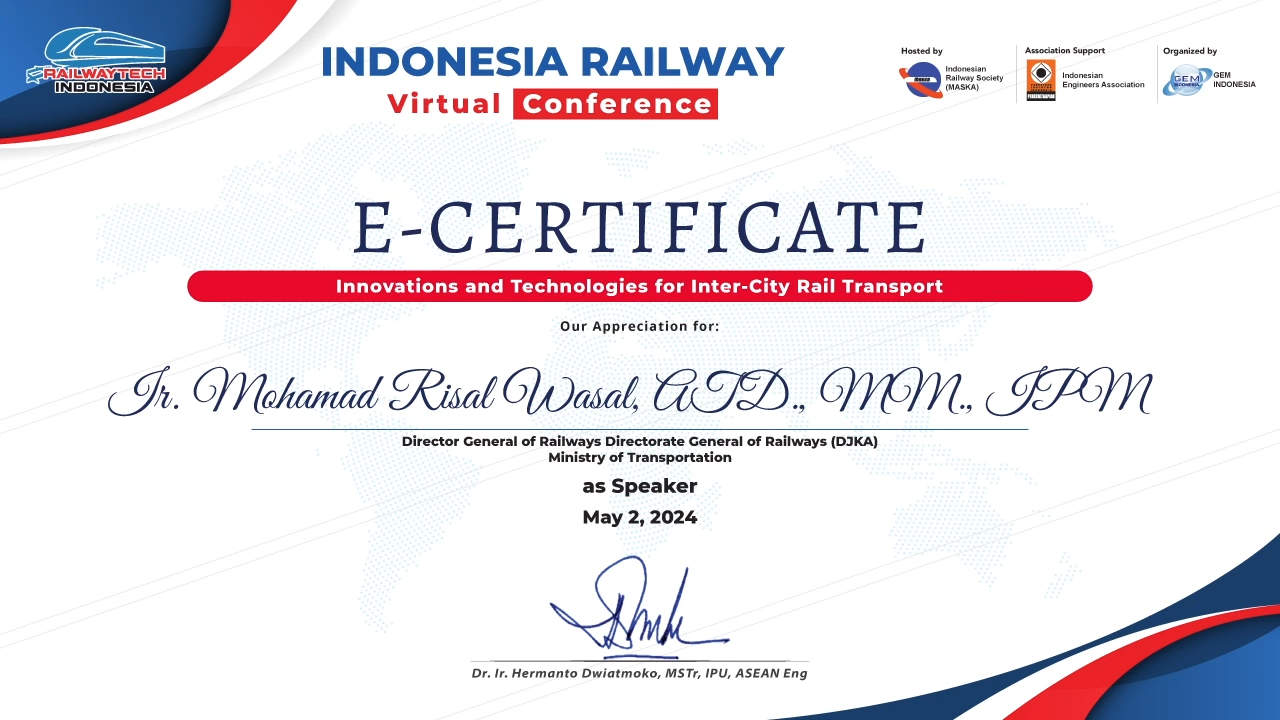 RAILWAYTECH
INDONESIA
INDONESIA RAILWAY
Virtual Conference
Hosted by
Indonesian
Railway Society
(MASKA)
Association Support
Indonesian
Engineers Association
Organized by
GEM
INDONESIA
GEM
INDONESIA
E-CERTIFICATE
Innovations and Technologies for Inter-City Rail Transport
Our Appreciation for:
Ir. Mohamad Risal Wasal, ATD., MM., IPM
Director General of Railways Directorate General of Railways (DJKA)
Ministry of Transportation
as Speaker
May 2, 2024
Dr. Ir. Hermanto Dwiatmoko, MSTr, IPU, ASEAN Eng